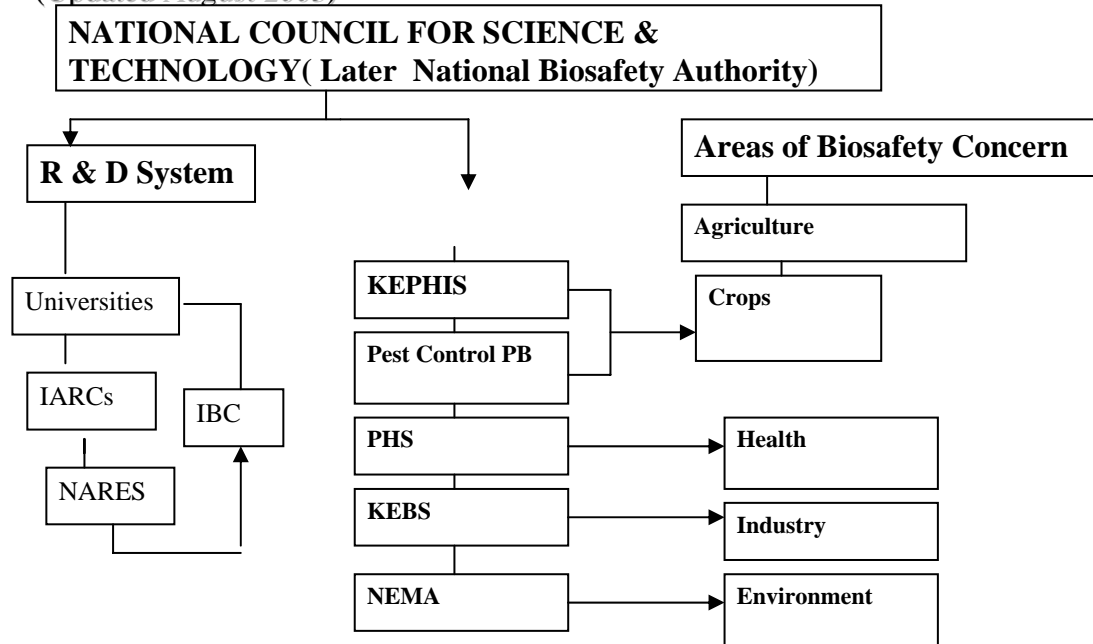 NATIONAL COUNCIL FOR SCIENCE &
TECHNOLOGY( Later  National Biosafety Authority)
R & D System
Areas of Biosafety Concern
Agriculture
Universities
KEPHIS
Crops
Pest Control PB
IARCs
IBC
PHS
Health
NARES
KEBS
Industry
NEMA
Environment